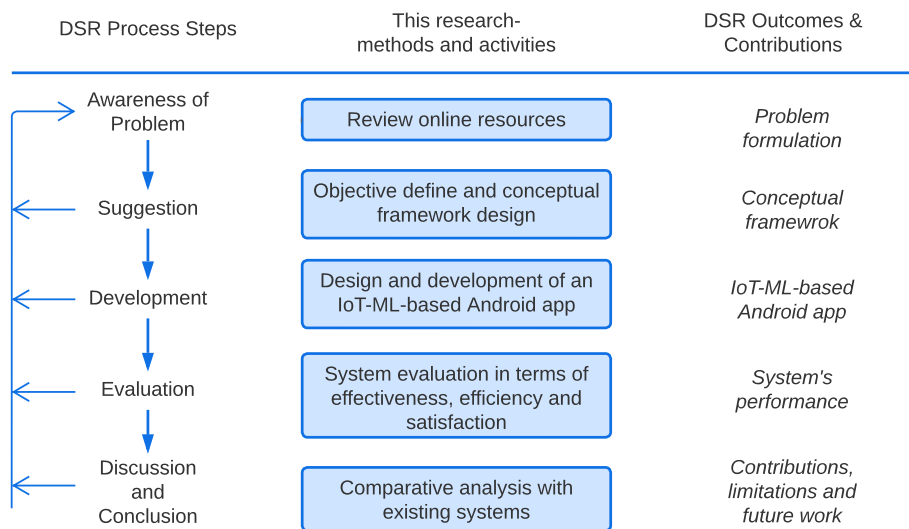 DSR Process Steps
This research-
methods and activities
DSR Outcomes &
Contributions
Awareness of
Problem
Review online resources
Problem
formulation
Suggestion
Objective define and conceptual
framework design
Conceptual
framewrok
Development
Design and development of an
IoT-ML-based Android app
IoT-ML-based
Android app
Evaluation
System evaluation in terms of
effectiveness, efficiency and
satisfaction
System's
performance
Discussion
and
Conclusion
Comparative analysis with
existing systems
Contributions,
limitations and
future work